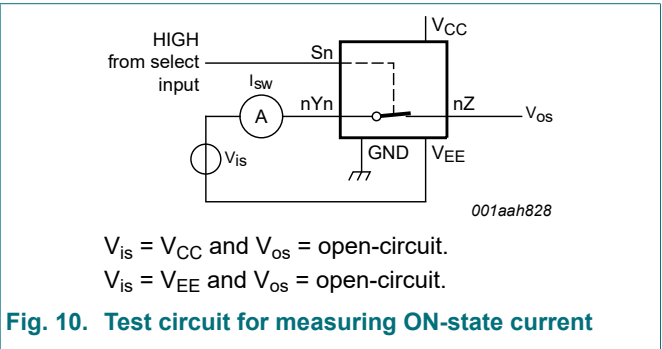 VCC
HIGH
from select
input
Sn
Isw
A
nYn
nZ
Vos
Vis
GND
VEE
001aah828
Vis = VCC and Vos = open-circuit.
Vis = VEE and Vos = open-circuit.
Fig. 10. Test circuit for measuring ON-state current